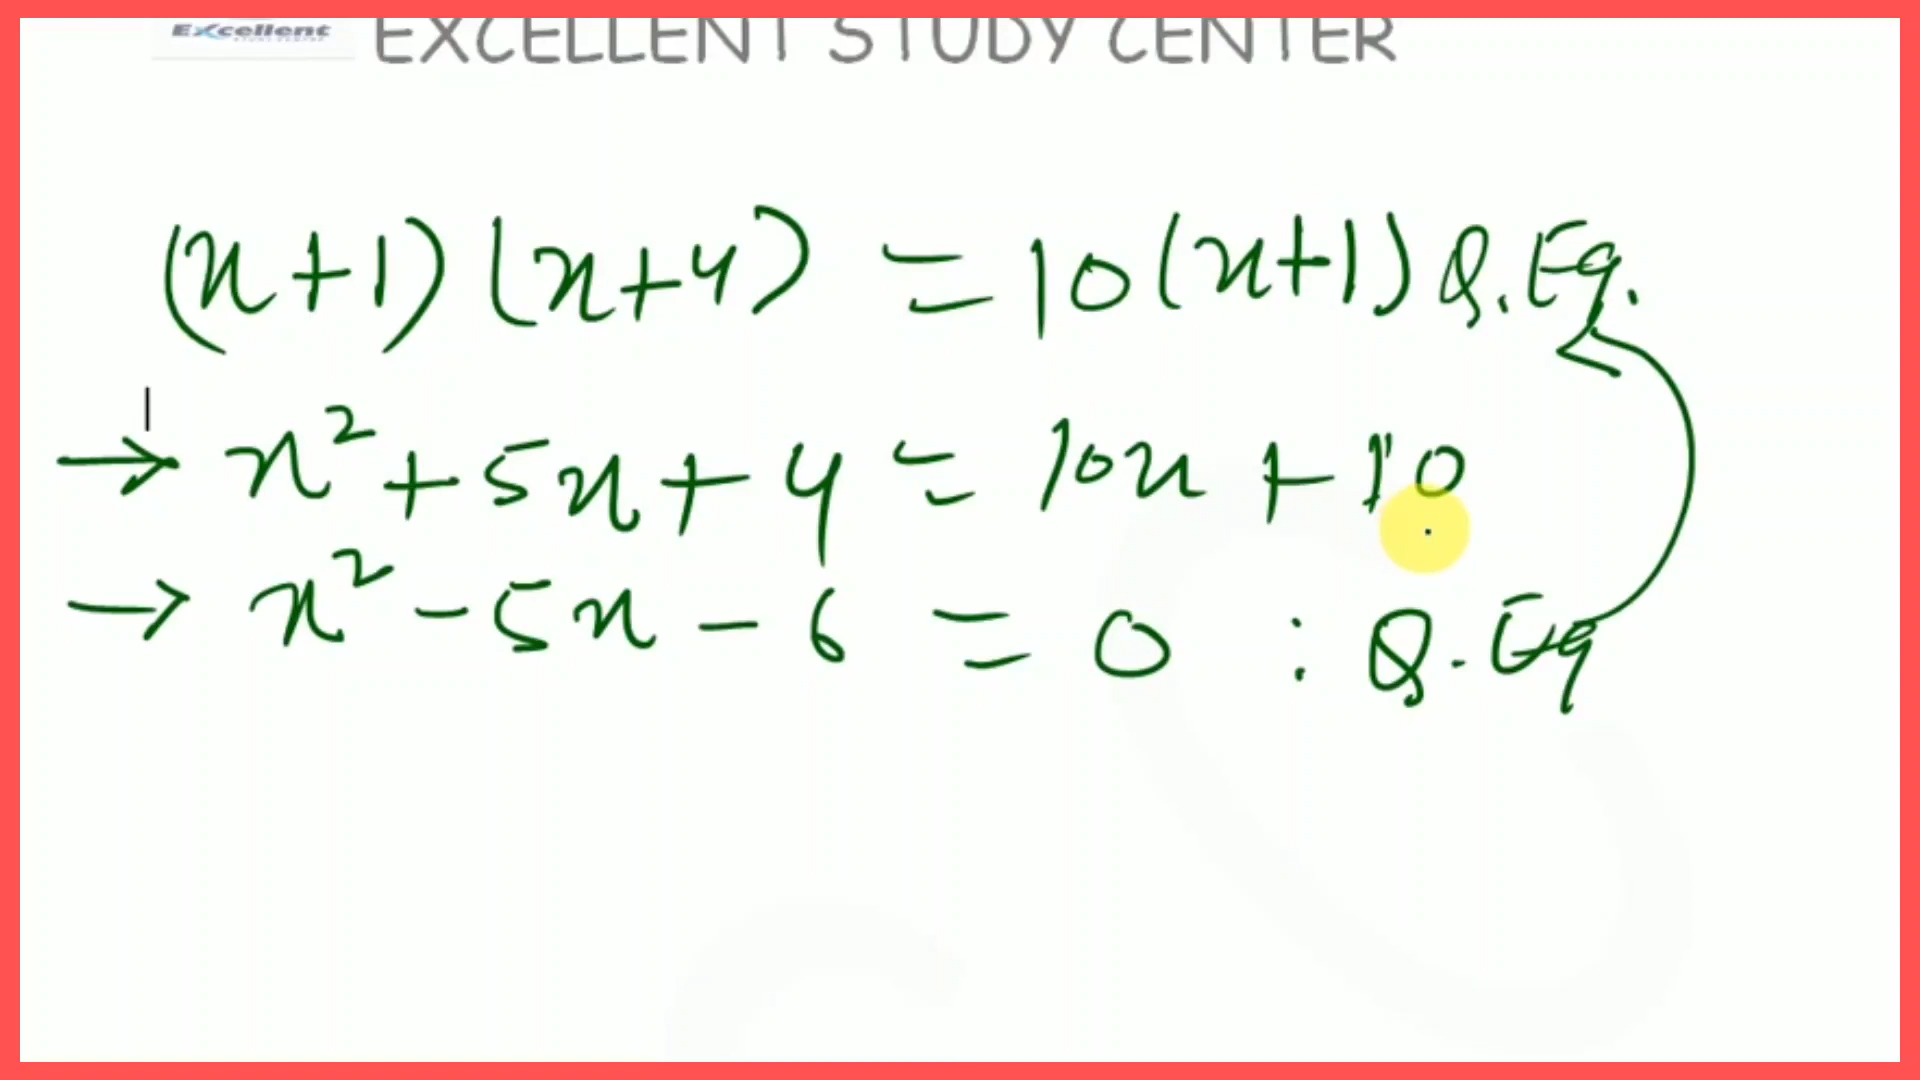 Excellent EXCELLENT STUDY CENTER
(x+1)(x+4) = 10(x+1) Q.Eq.
→ x² + 5x + 4 = 10x + 10
→ x² - 5x - 6 = 0 : Q.Eq